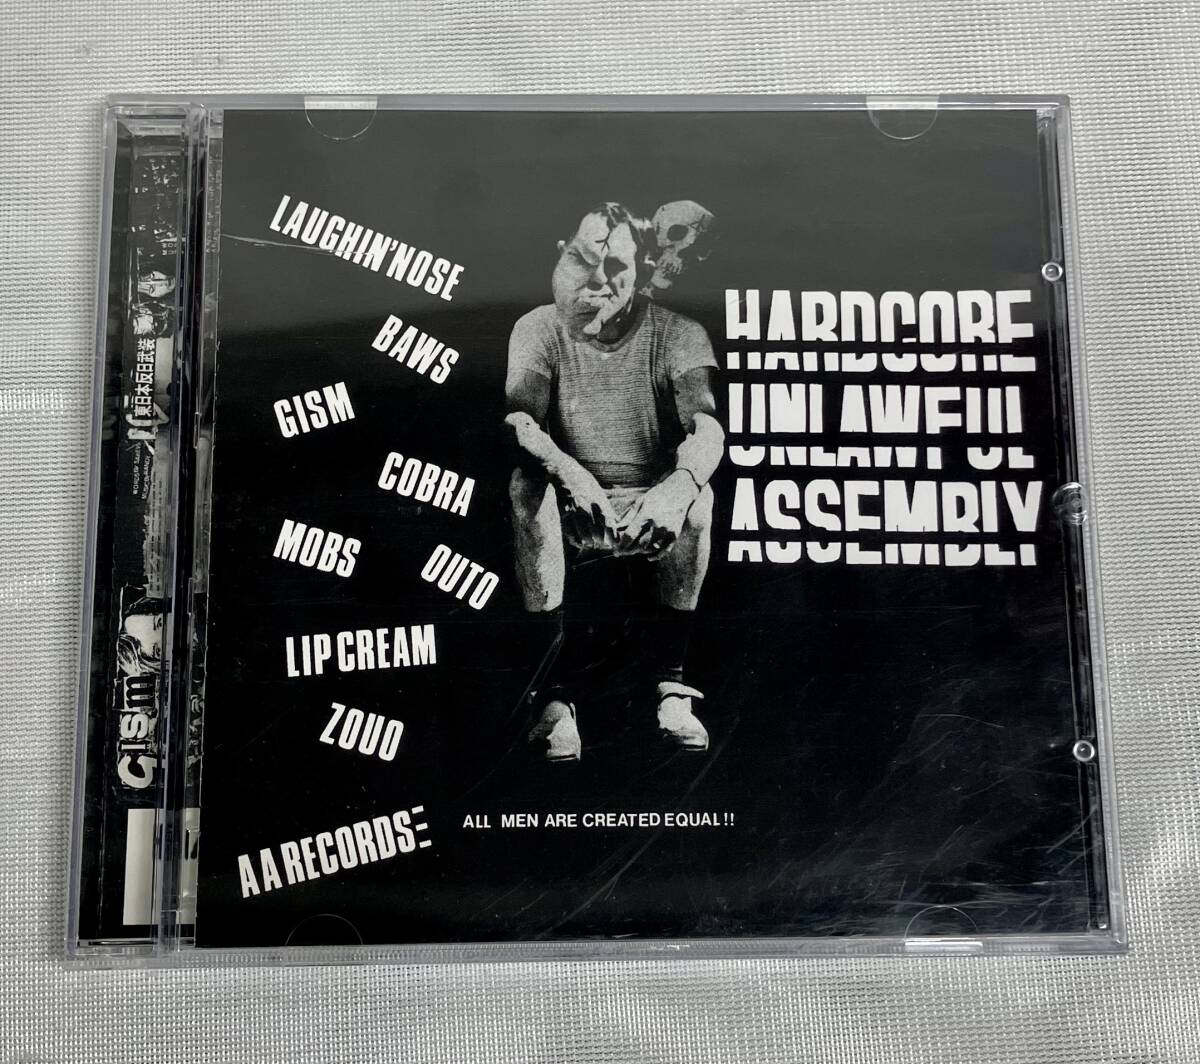 LAUGHIN'NOSE
BAWS
GISM
COBRA
MOBS
OUTO
LIP CREAM
ZOUO
AA RECORDS
ALL MEN ARE CREATED EQUAL!!
HARDCORE
UNLAWFUL
ASSEMBLY
東日本反日武装
GISM